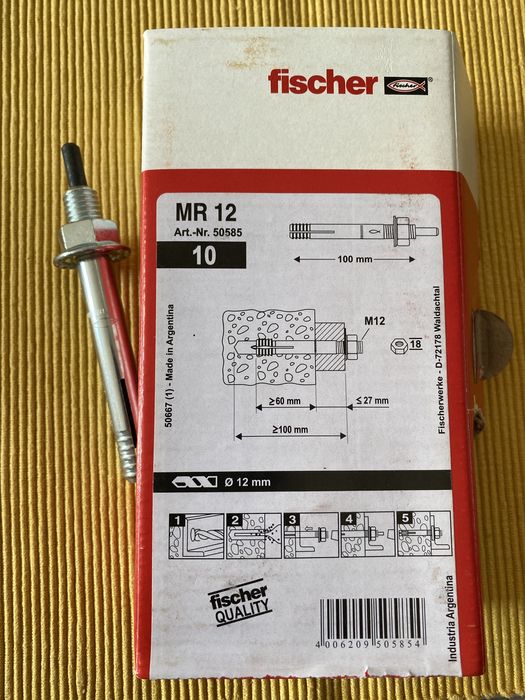 fischer fischer ®
MR 12
Art.-Nr. 50585
10
100 mm
M12
18
≥60 mm
≤ 27 mm
≥100 mm
Ø 12 mm
1 2 3 4 5
fischer
QUALITY
4 006209 505854
50667 (1) - Made in Argentina
Fischerwerke - D-72178 Waldachtal
Industria Argentina